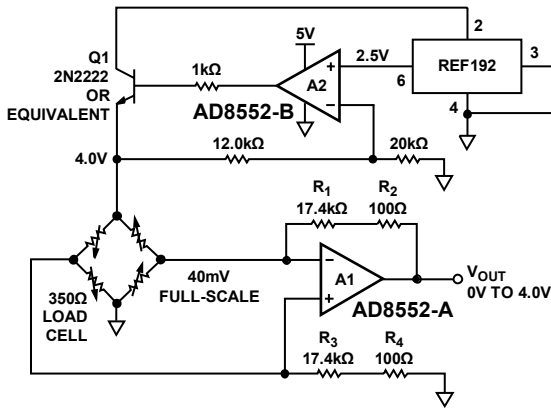 2
3
Q1
2N2222
OR
EQUIVALENT
1kΩ
5V
+
A2
−
AD8552-B
2.5V
6
REF192
4
4.0V
12.0kΩ
20kΩ
R1
17.4kΩ
R2
100Ω
350Ω
LOAD
CELL
40mV
FULL-SCALE
−
A1
+
AD8552-A
VOUT
0V TO 4.0V
R3
17.4kΩ
R4
100Ω